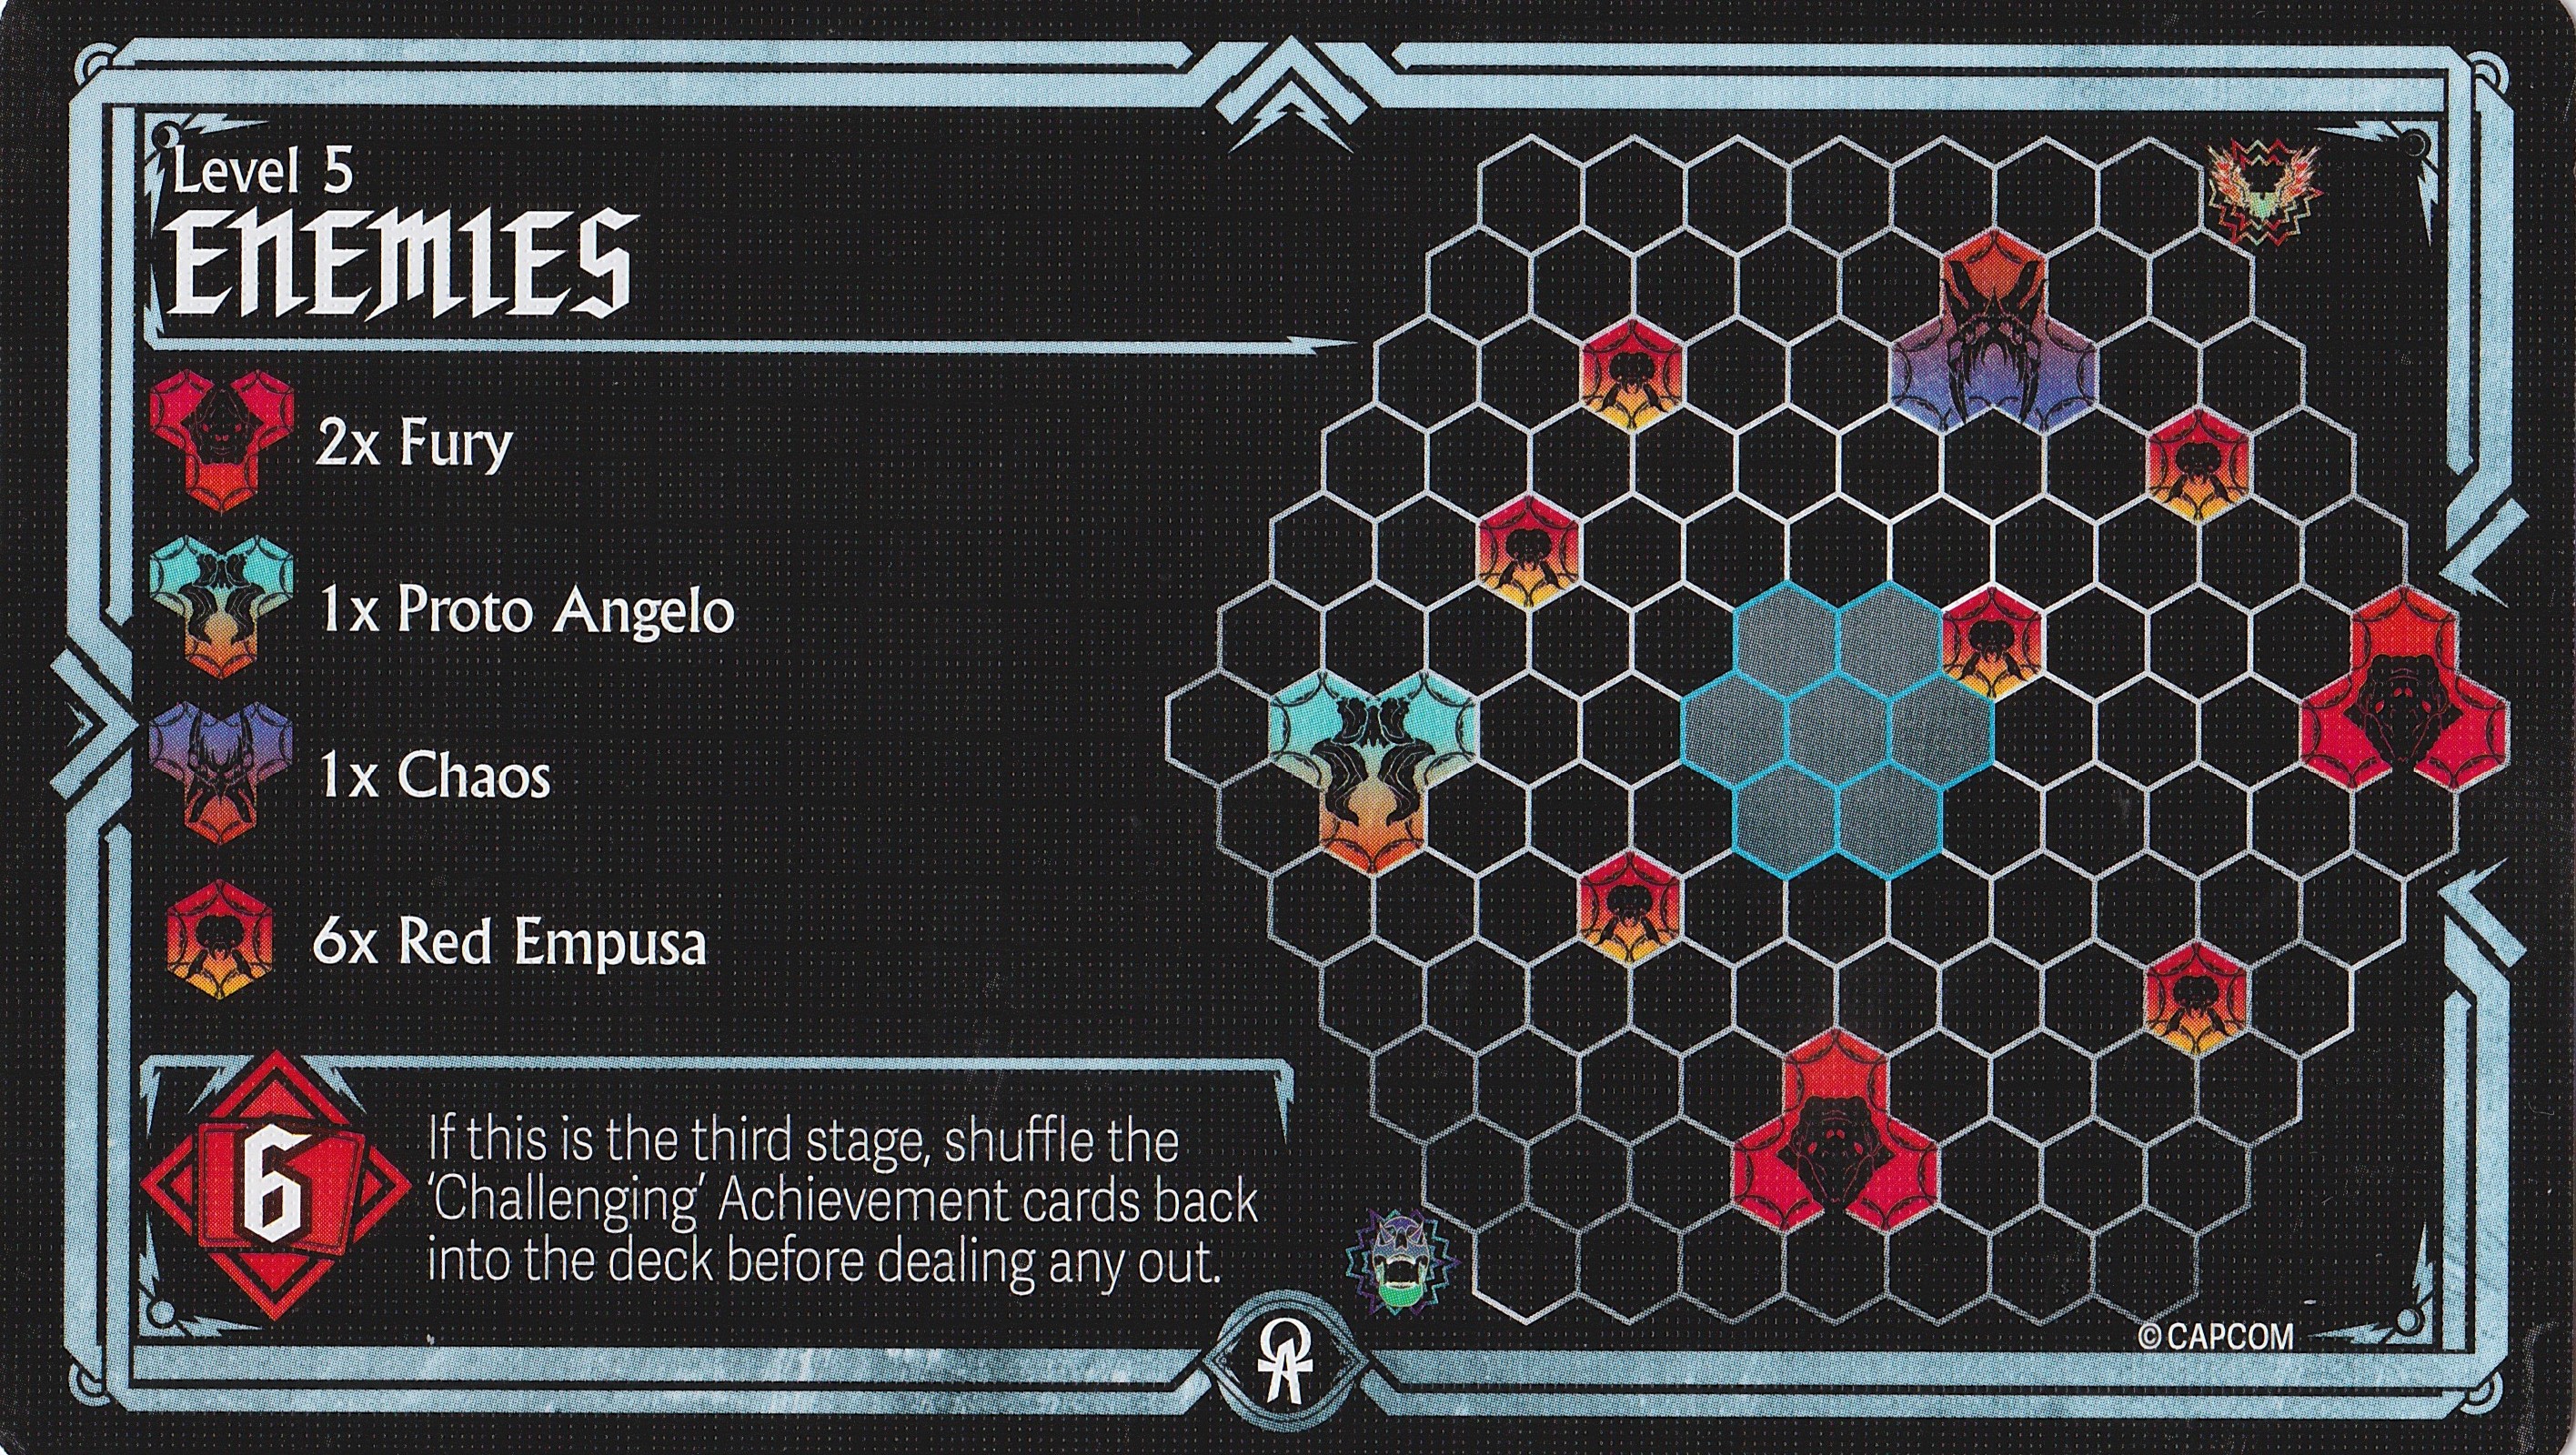 Level 5
ENEMIES
2x Fury
1x Proto Angelo
1x Chaos
6x Red Empusa
6
If this is the third stage, shuffle the
‘Challenging’ Achievement cards back
into the deck before dealing any out.
© CAPCOM